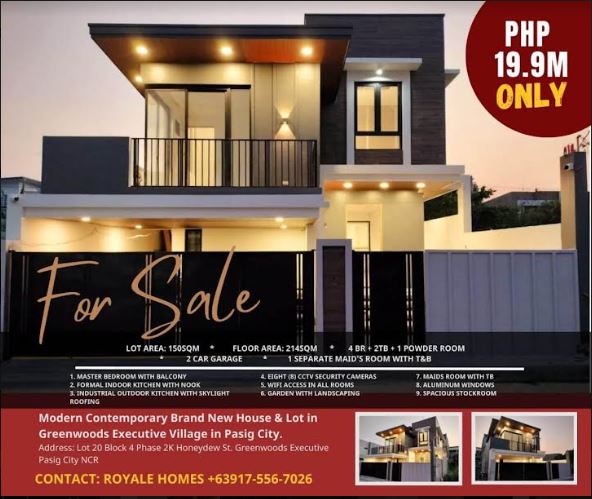 PHP
19.9M
ONLY
For Sale
LOT AREA: 150SQM * FLOOR AREA: 214SQM * 4 BR + 2TB + 1 POWDER ROOM
* 2 CAR GARAGE * 1 SEPARATE MAID'S ROOM WITH T&B
1. MASTER BEDROOM WITH BALCONY
2. FORMAL INDOOR KITCHEN WITH NOOK
3. INDUSTRIAL OUTDOOR KITCHEN WITH SKYLIGHT
ROOFING
4. EIGHT (8) CCTV SECURITY CAMERAS
5. WIFI ACCESS IN ALL ROOMS
6. GARDEN WITH LANDSCAPING
7. MAIDS ROOM WITH TB
8. ALUMINUM WINDOWS
9. SPACIOUS STOCKROOM
Modern Contemporary Brand New House & Lot in
Greenwoods Executive Village in Pasig City.
Address: Lot 20 Block 4 Phase 2K Honeydew St. Greenwoods Executive
Pasig City NCR
CONTACT: ROYALE HOMES +63917-556-7026